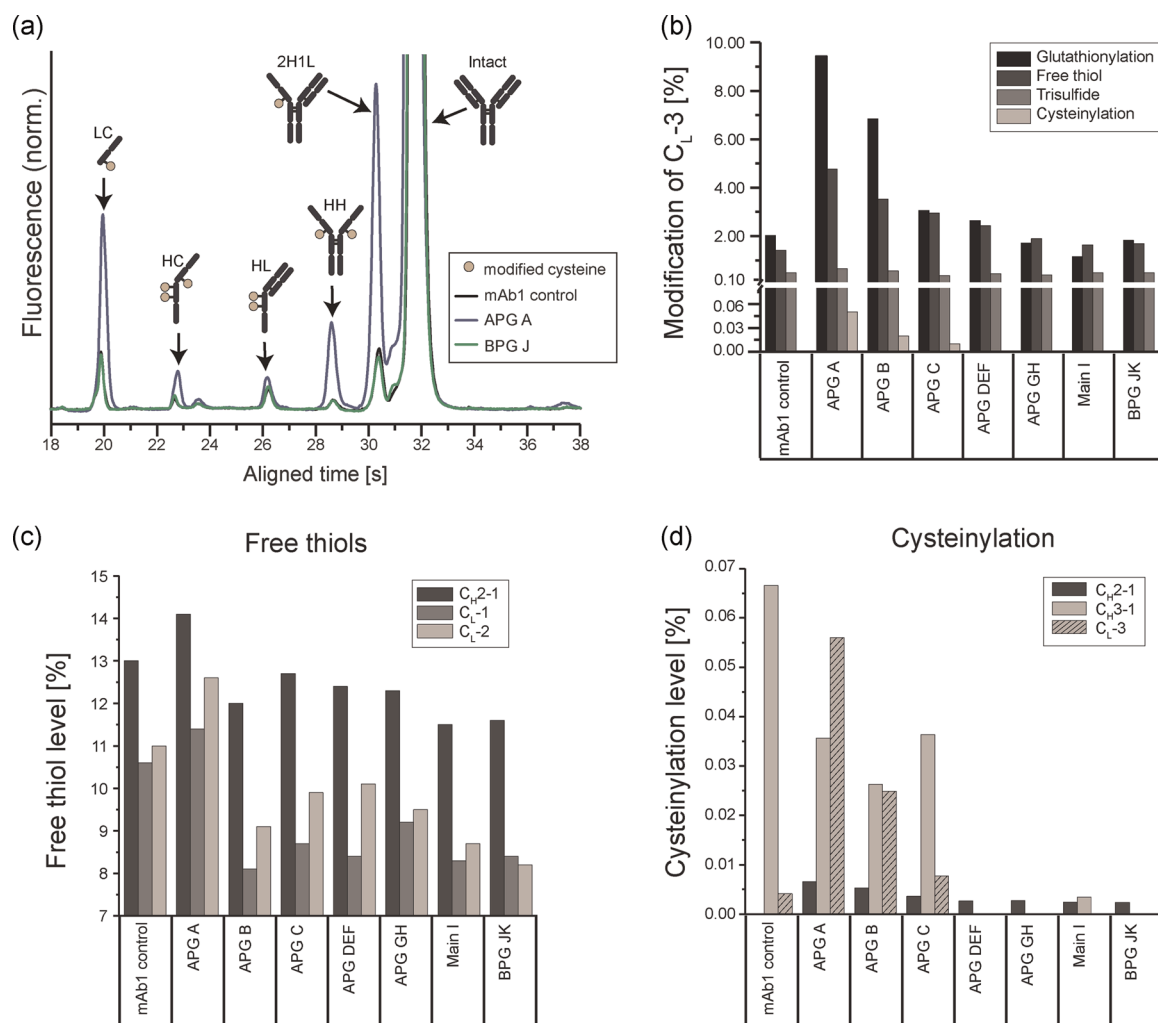 (a)
Fluorescence (norm.)
LC
HC
HL
HH
2H1L
Intact
modified cysteine
mAb1 control
APG A
BPG J
18 20 22 24 26 28 30 32 34 36 38
Aligned time [s]
(b)
Modification of CL-3 [%]
10.00
8.00
6.00
4.00
2.00
0.10
0.06
0.03
0.00
Glutathionylation
Free thiol
Trisulfide
Cysteinylation
mAb1 control
APG A
APG B
APG C
APG DEF
APG GH
Main I
BPG JK
(c)
Free thiols
Free thiol level [%]
15
14
13
12
11
10
9
8
7
CH2-1
CL-1
CL-2
mAb1 control
APG A
APG B
APG C
APG DEF
APG GH
Main I
BPG JK
(d)
Cysteinylation
Cysteinylation level [%]
0.07
0.06
0.05
0.04
0.03
0.02
0.01
0.00
CH2-1
CH3-1
CL-3
mAb1 control
APG A
APG B
APG C
APG DEF
APG GH
Main I
BPG JK